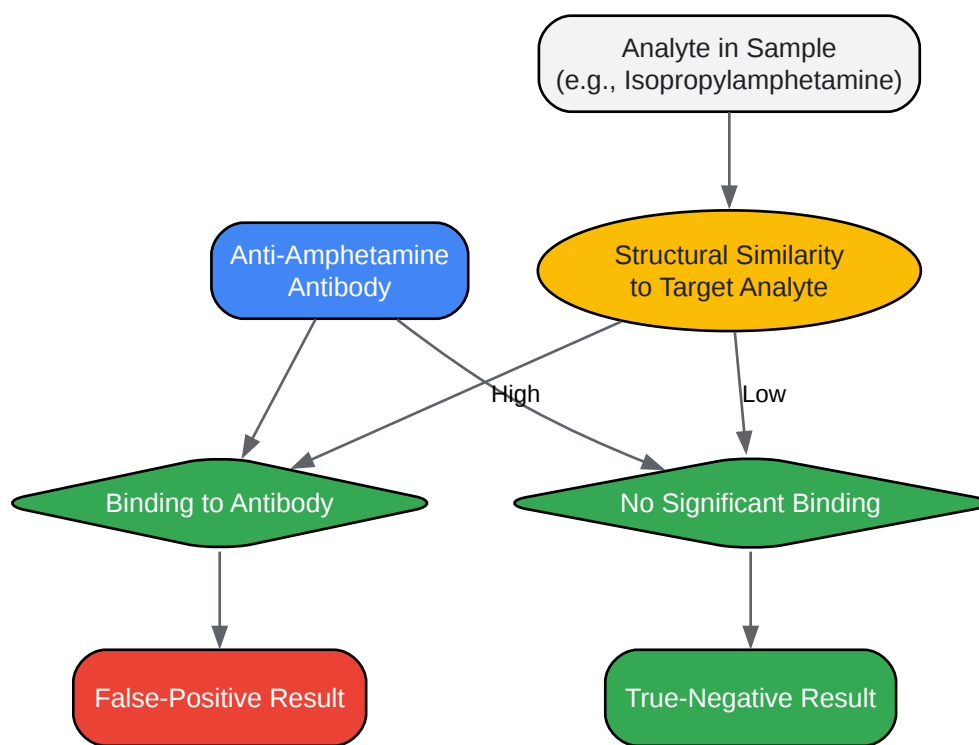 Analyte in Sample
(e.g., Isopropylamphetamine)
Anti-Amphetamine
Antibody
Structural Similarity
to Target Analyte
High
Low
Binding to Antibody
No Significant Binding
False-Positive Result
True-Negative Result